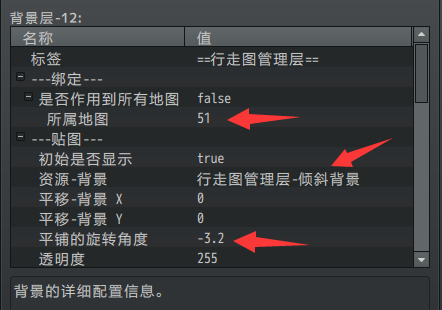 背景层-12:
名称 值
标签 ==行走图管理层==
---绑定---
是否作用到所有地图 false
所属地图 51
---贴图---
初始是否显示 true
资源-背景 行走图管理层-倾斜背景
平移-背景 X 0
平移-背景 Y 0
平铺的旋转角度 -3.2
透明度 255
背景的详细配置信息。